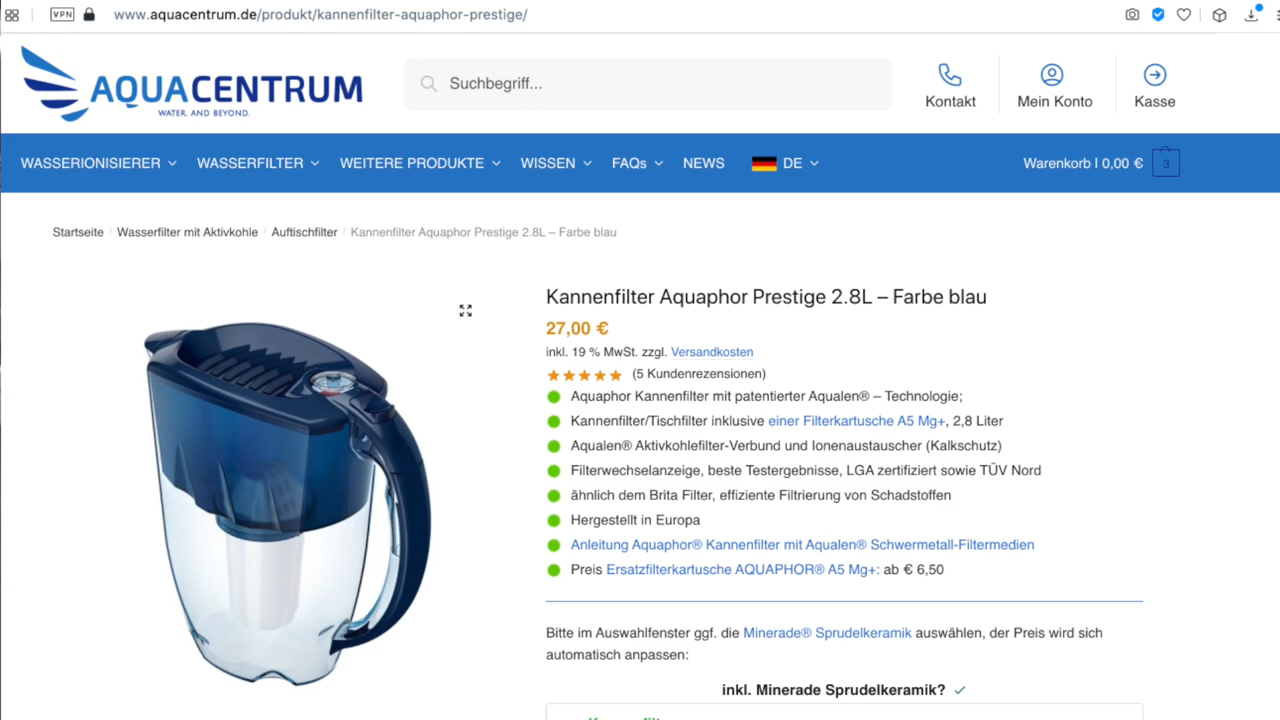 VPN
www.aquacentrum.de/produkt/kannenfilter-aquaphor-prestige/
AQUACENTRUM
WATER. AND BEYOND.
Suchbegriff...
Kontakt
Mein Konto
Kasse
WASSERIONISIERER
WASSERFILTER
WEITERE PRODUKTE
WISSEN
FAQs
NEWS
DE
Warenkorb I 0,00 €
3
Startseite / Wasserfilter mit Aktivkohle / Auftischfilter / Kannenfilter Aquaphor Prestige 2.8L – Farbe blau
Kannenfilter Aquaphor Prestige 2.8L – Farbe blau
27,00 €
inkl. 19 % MwSt. zzgl. Versandkosten
(5 Kundenrezensionen)
Aquaphor Kannenfilter mit patentierter Aqualen® – Technologie;
Kannenfilter/Tischfilter inklusive einer Filterkartusche A5 Mg+, 2,8 Liter
Aqualen® Aktivkohlefilter-Verbund und Ionenaustauscher (Kalkschutz)
Filterwechselanzeige, beste Testergebnisse, LGA zertifiziert sowie TÜV Nord
ähnlich dem Brita Filter, effiziente Filtrierung von Schadstoffen
Hergestellt in Europa
Anleitung Aquaphor® Kannenfilter mit Aqualen® Schwermetall-Filtermedien
Preis Ersatzfilterkartusche AQUAPHOR® A5 Mg+: ab € 6,50
Bitte im Auswahlfenster ggf. die Minerade® Sprudelkeramik auswählen, der Preis wird sich
automatisch anpassen:
inkl. Minerade Sprudelkeramik?